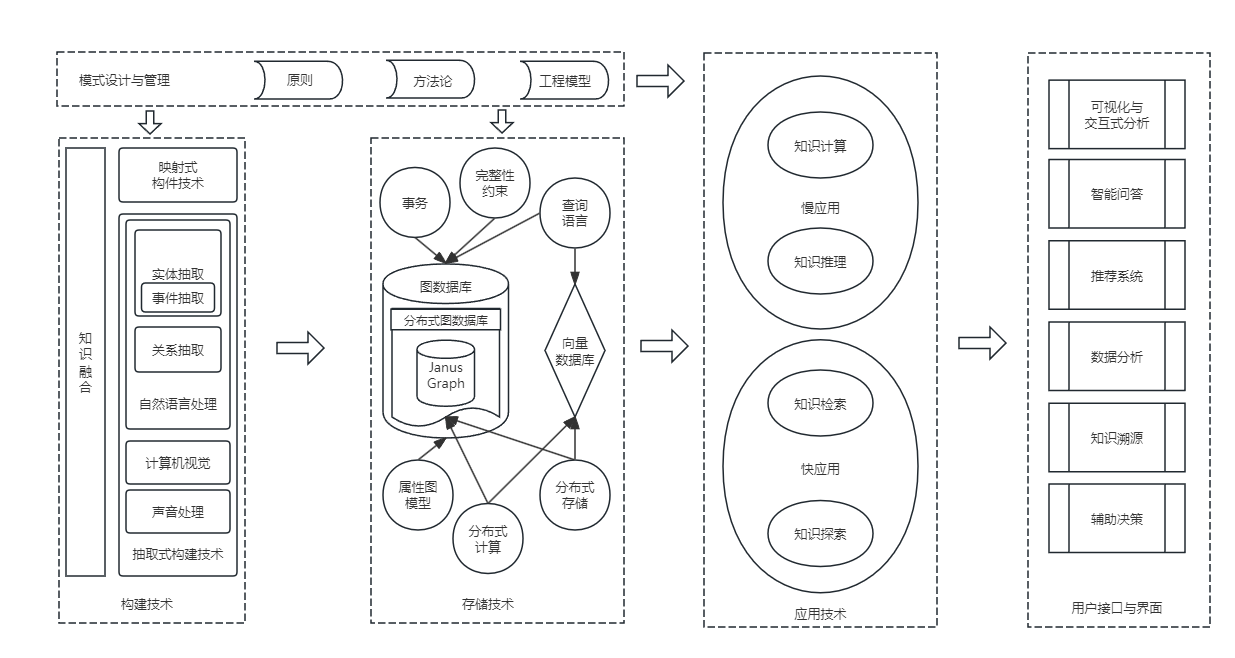 模式设计与管理
原则
方法论
工程模型
知
识
融
合
映射式
构件技术
实体抽取
事件抽取
关系抽取
自然语言处理
计算机视觉
声音处理
抽取式构建技术
构建技术
事务
完整性
约束
查询
语言
图数据库
分布式图数据库
Janus
Graph
向量
数据库
属性图
模型
分布式
计算
分布式
存储
存储技术
知识计算
慢应用
知识推理
知识检索
快应用
知识探索
应用技术
可视化与
交互式分析
智能问答
推荐系统
数据分析
知识溯源
辅助决策
用户接口与界面